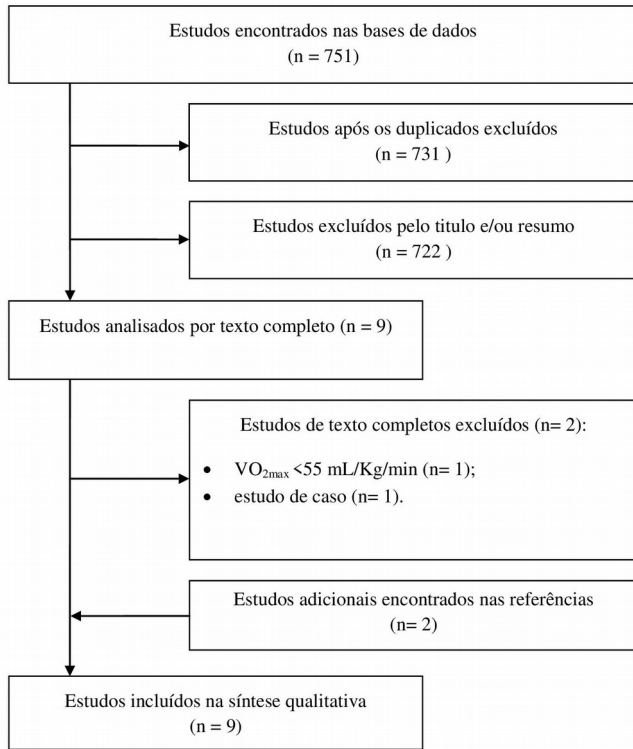 Estudos encontrados nas bases de dados
(n = 751)
Estudos após os duplicados excluídos
(n = 731 )
Estudos excluídos pelo titulo e/ou resumo
(n = 722 )
Estudos analisados por texto completo (n = 9)
Estudos de texto completos excluídos (n= 2):
• VO2max <55 mL/Kg/min (n= 1);
• estudo de caso (n= 1).
Estudos adicionais encontrados nas referências
(n= 2)
Estudos incluídos na síntese qualitativa
(n = 9)